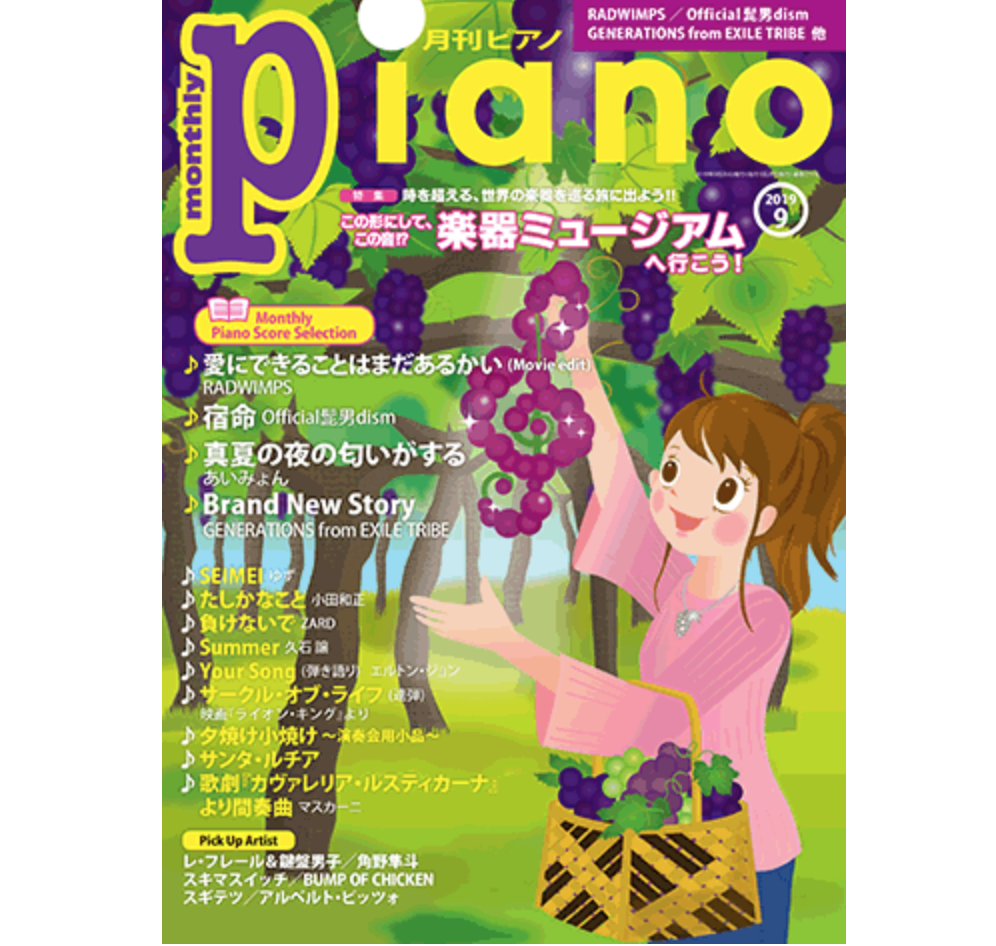 RADWIMPS / Official髭男dism
GENERATIONS from EXILE TRIBE 他
月刊ピアノ
monthly
piano
2019
9
特集 時を超える、世界の楽器を巡る旅に出よう!!
この形にして、
この音!?
楽器ミュージアム
へ行こう!
Monthly
Piano Score Selection
♪愛にできることはまだあるかい (Movie edit)
RADWIMPS
♪宿命 Official髭男dism
♪真夏の夜の匂いがする
あいみょん
♪Brand New Story
GENERATIONS from EXILE TRIBE
♪SEIMEI ゆず
♪たしかなこと 小田和正
♪負けないで ZARD
♪Summer 久石 譲
♪Your Song (弾き語り) エルトン・ジョン
♪サークル・オブ・ライフ (連弾)
映画『ライオン・キング』より
♪夕焼け小焼け 〜演奏会用小品〜
♪サンタ・ルチア
♪歌劇『カヴァレリア・ルスティカーナ』
より間奏曲 マスカーニ
Pick Up Artist
レ・フレール&鍵盤男子/角野隼斗
スキマスイッチ/BUMP OF CHICKEN
スギテツ/アルベルト・ピッツォ